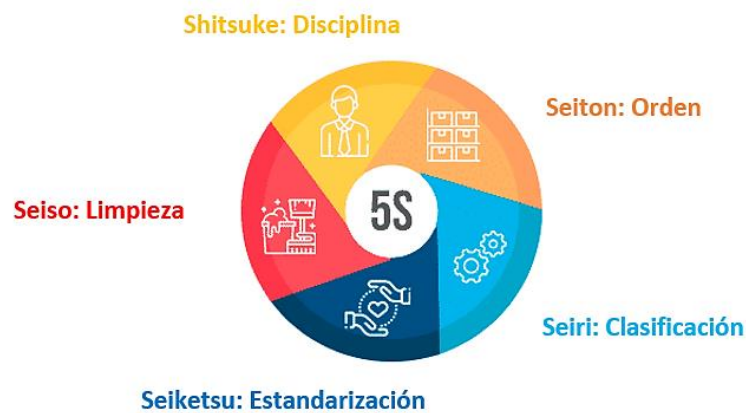 Shitsuke: Disciplina
Seiton: Orden
5S
Seiso: Limpieza
Seiri: Clasificación
Seiketsu: Estandarización